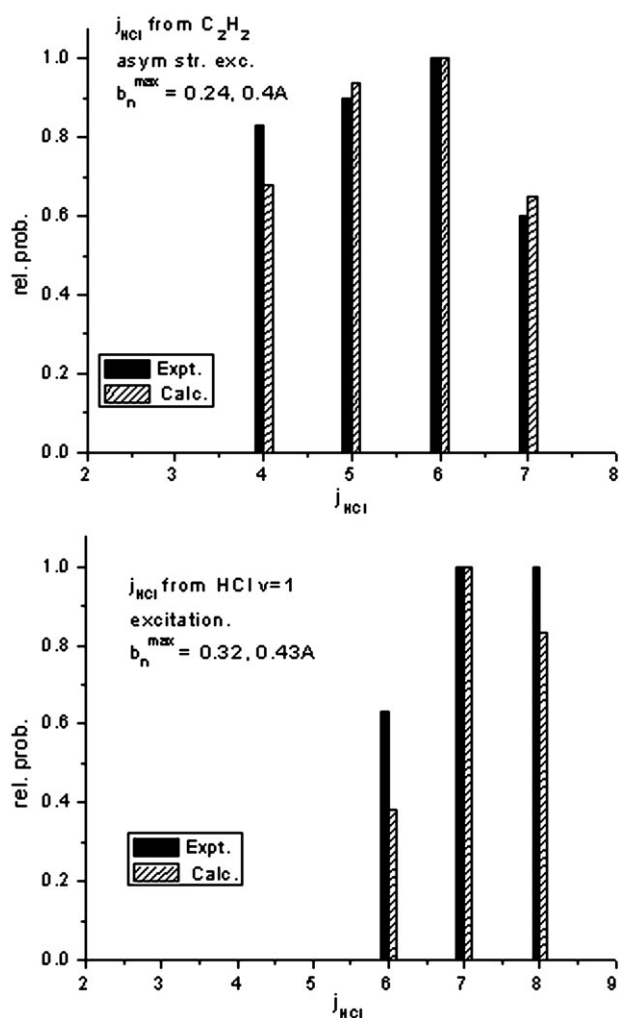 j_HCl from C₂H₂
asym str. exc.
b_n^max = 0.24, 0.4A
rel. prob.
1.0
0.8
0.6
0.4
0.2
0.0
Expt.
Calc.
2 3 4 5 6 7 8
j_HCl
j_HCl from HCl v=1
excitation.
b_n^max = 0.32, 0.43A
rel. prob.
1.0
0.8
0.6
0.4
0.2
0.0
Expt.
Calc.
2 3 4 5 6 7 8 9
j_HCl